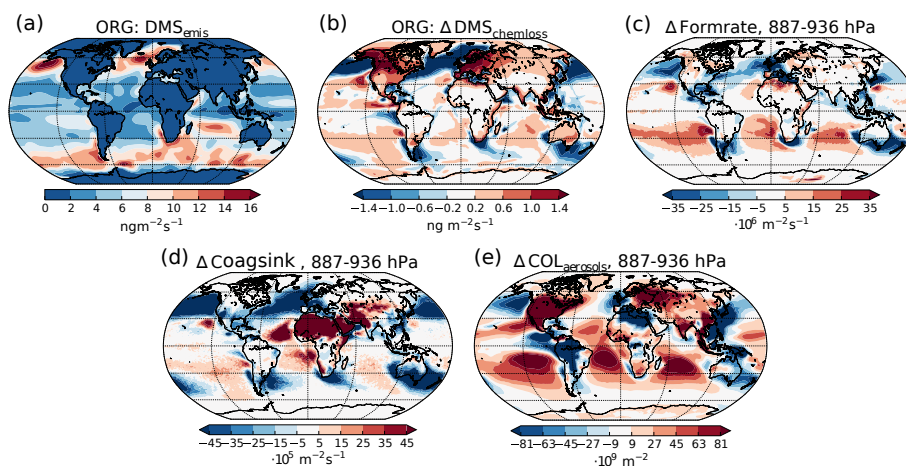 (a) ORG: DMS_emis
(b) ORG: Δ DMS_chemloss
(c) Δ Formrate, 887-936 hPa
0 2 4 6 8 10 12 14 16
ngm⁻²s⁻¹
−1.4 −1.0 −0.6 −0.2 0.2 0.6 1.0 1.4
ng m⁻²s⁻¹
−35 −25 −15 −5 5 15 25 35
·10⁶ m⁻²s⁻¹
(d) Δ Coagsink , 887-936 hPa
(e) Δ COL_aerosols, 887-936 hPa
−45 −35 −25 −15 −5 5 15 25 35 45
·10⁵ m⁻²s⁻¹
−81 −63 −45 −27 −9 9 27 45 63 81
·10⁹ m⁻²